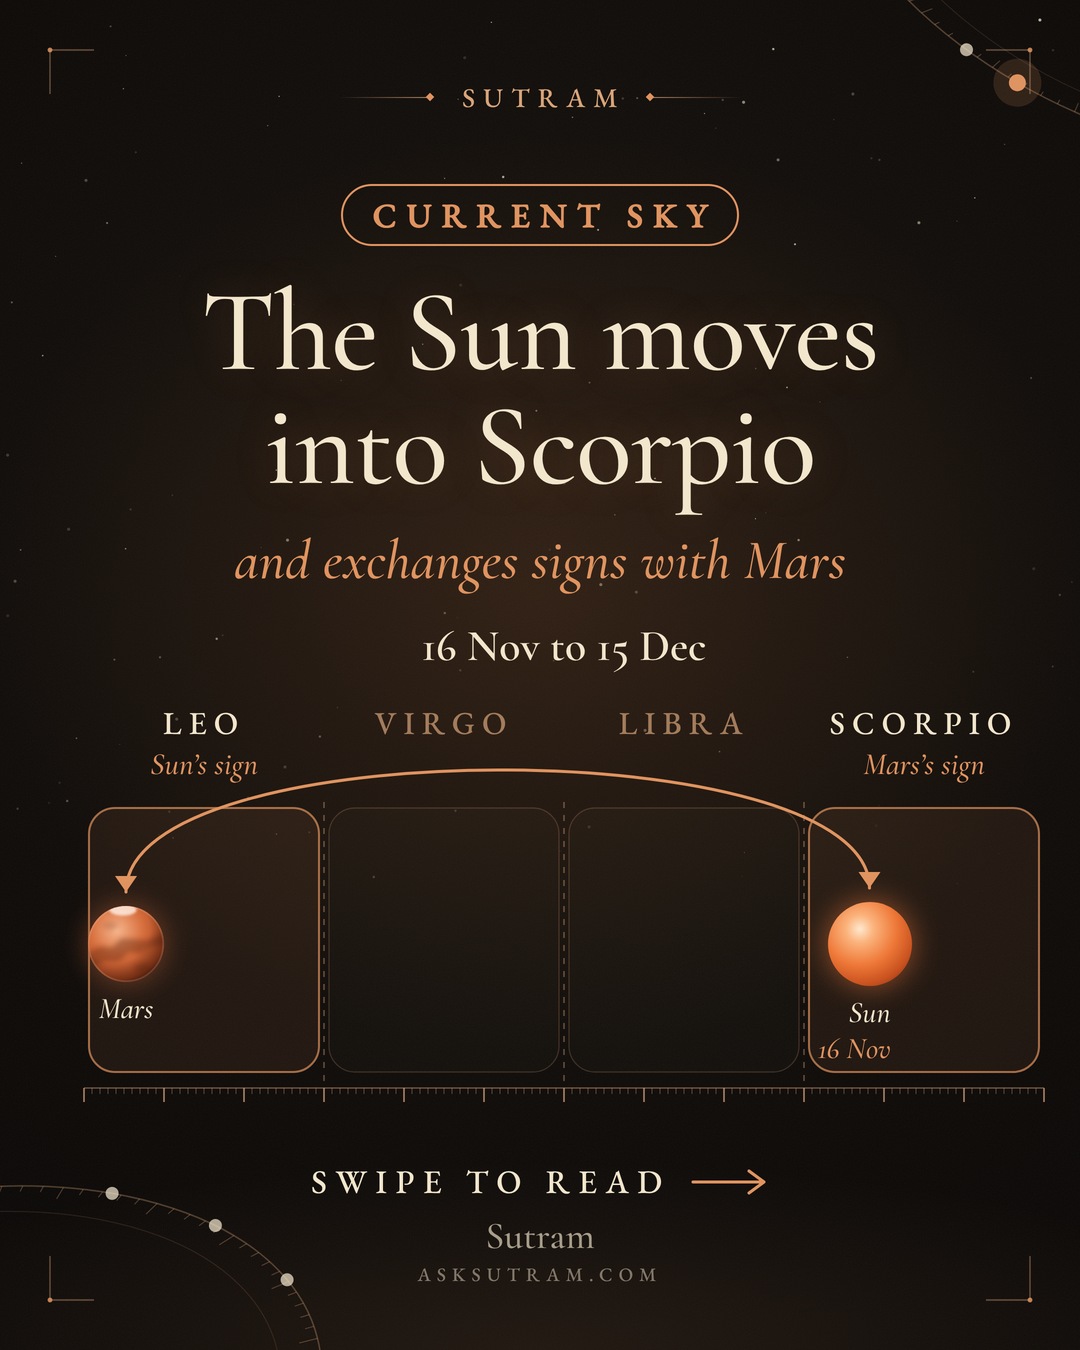 SUTRAM
CURRENT SKY
The Sun moves
into Scorpio
and exchanges signs with Mars
16 Nov to 15 Dec
LEO VIRGO LIBRA SCORPIO
Sun’s sign Mars’s sign
Mars
Sun
16 Nov
SWIPE TO READ
Sutram
ASKSUTRAM.COM